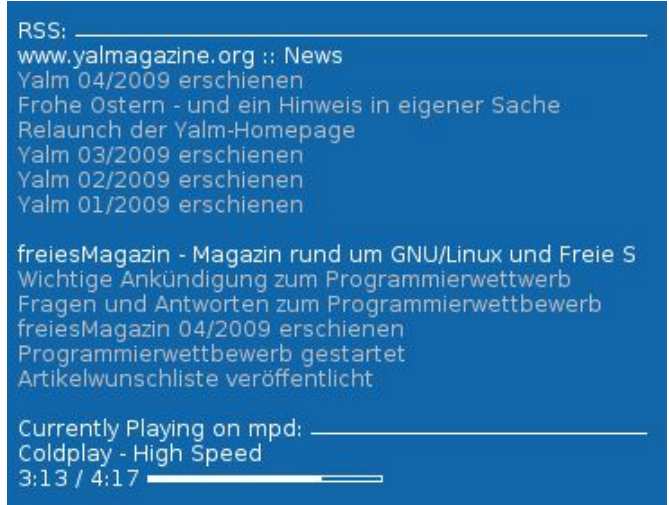 RSS:
www.yalmagazine.org :: News
Yalm 04/2009 erschienen
Frohe Ostern - und ein Hinweis in eigener Sache
Relaunch der Yalm-Homepage
Yalm 03/2009 erschienen
Yalm 02/2009 erschienen
Yalm 01/2009 erschienen
freiesMagazin - Magazin rund um GNU/Linux und Freie S
Wichtige Ankündigung zum Programmierwettwerb
Fragen und Antworten zum Programmierwettbewerb
freiesMagazin 04/2009 erschienen
Programmierwettbewerb gestartet
Artikelwunschliste veröffentlicht
Currently Playing on mpd:
Coldplay - High Speed
3:13 / 4:17